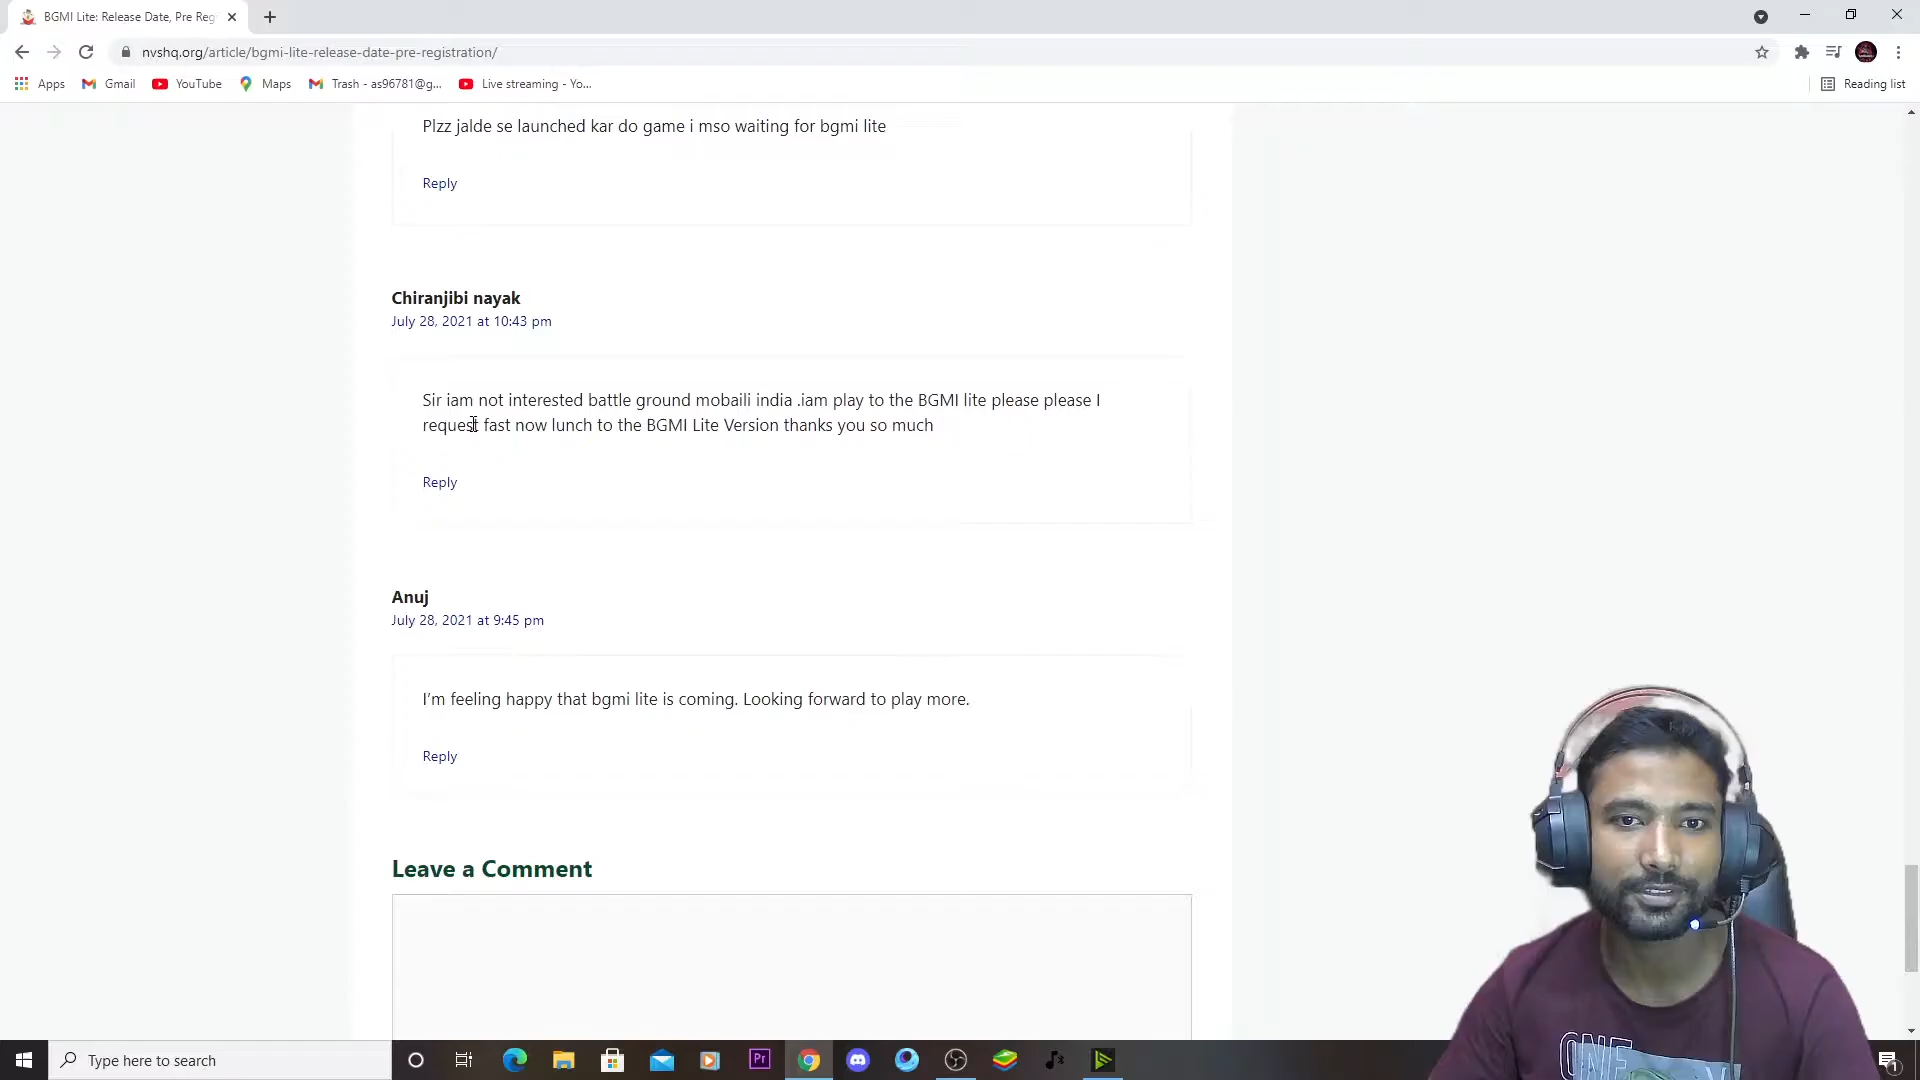 BGMI Lite: Release Date, Pre Reg
nvshq.org/article/bgmi-lite-release-date-pre-registration/
Apps
Gmail
YouTube
Maps
Trash - as96781@g...
Live streaming - Yo...
Reading list
Plzz jalde se launched kar do game i mso waiting for bgmi lite
Reply
Chiranjibi nayak
July 28, 2021 at 10:43 pm
Sir iam not interested battle ground mobaili india .iam play to the BGMI lite please please I
request fast now lunch to the BGMI Lite Version thanks you so much
Reply
Anuj
July 28, 2021 at 9:45 pm
I'm feeling happy that bgmi lite is coming. Looking forward to play more.
Reply
Leave a Comment
ONE
Type here to search
Pr
1